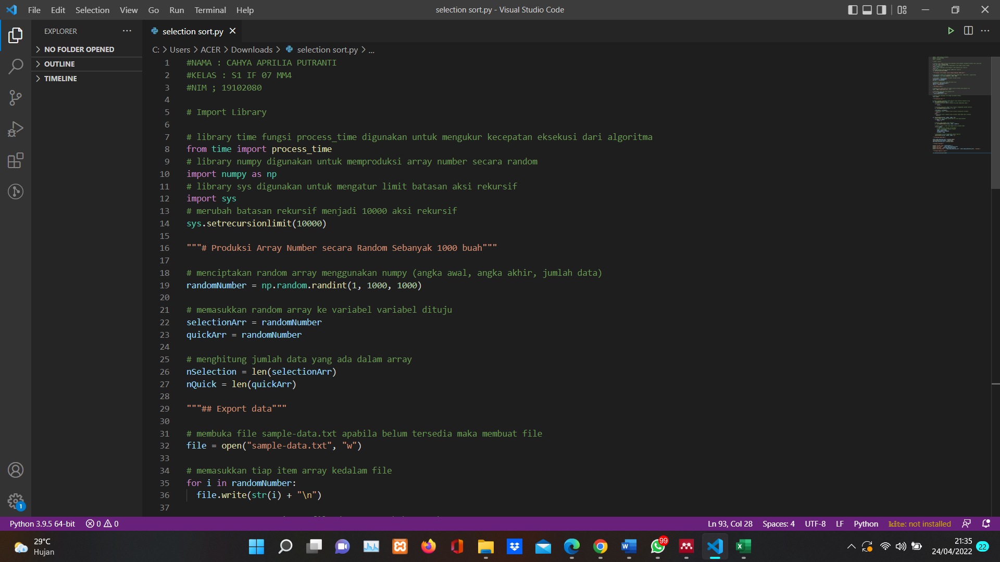 File Edit Selection View Go Run Terminal Help
selection sort.py - Visual Studio Code
EXPLORER
NO FOLDER OPENED
OUTLINE
TIMELINE
selection sort.py
C: > Users > ACER > Downloads > selection sort.py > ...
1 #NAMA : CAHYA APRILIA PUTRANTI
2 #KELAS : S1 IF 07 MM4
3 #NIM ; 19102080
4
5 # Import Library
6
7 # library time fungsi process_time digunakan untuk mengukur kecepatan eksekusi dari algoritma
8 from time import process_time
9 # library numpy digunakan untuk memproduksi array number secara random
10 import numpy as np
11 # library sys digunakan untuk mengatur limit batasan aksi rekursif
12 import sys
13 # merubah batasan rekursif menjadi 10000 aksi rekursif
14 sys.setrecursionlimit(10000)
15
16 """# Produksi Array Number secara Random Sebanyak 1000 buah"""
17
18 # menciptakan random array menggunakan numpy (angka awal, angka akhir, jumlah data)
19 randomNumber = np.random.randint(1, 1000, 1000)
20
21 # memasukkan random array ke variabel variabel dituju
22 selectionArr = randomNumber
23 quickArr = randomNumber
24
25 # menghitung jumlah data yang ada dalam array
26 nSelection = len(selectionArr)
27 nQuick = len(quickArr)
28
29 """## Export data"""
30
31 # membuka file sample-data.txt apabila belum tersedia maka membuat file
32 file = open("sample-data.txt", "w")
33
34 # memasukkan tiap item array kedalam file
35 for i in randomNumber:
36 file.write(str(i) + "\n")
37
1
Python 3.9.5 64-bit 0 0
Ln 93, Col 28 Spaces: 4 UTF-8 LF Python kite: not installed
29°C
Hujan
99
21:35
24/04/2022
22